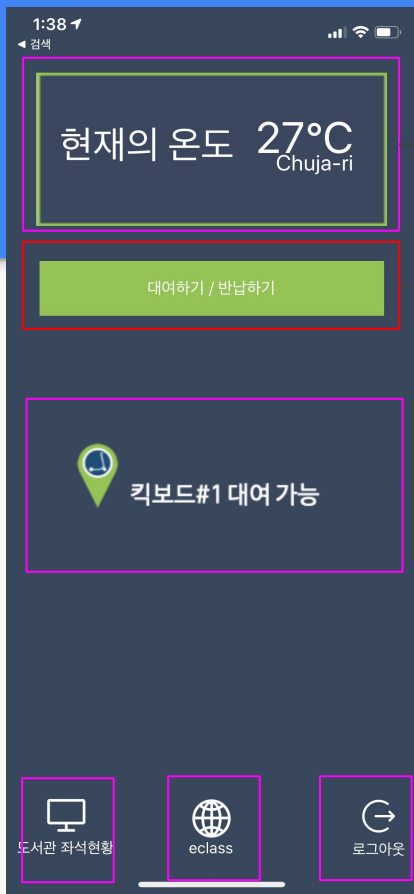 1:38
◀ 검색
현재의 온도 27°C
Chuja-ri
대여하기 / 반납하기
킥보드#1 대여 가능
도서관 좌석현황
eclass
로그아웃